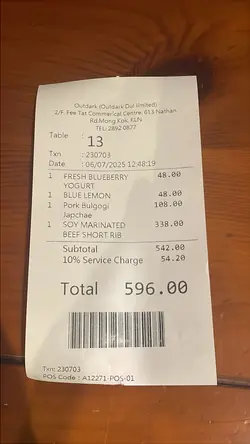 Outdark (Outdark Dul limited)
2/F. Fee Tat Commerical Centre, 613 Nathan
Rd,Mong Kok, KLN
TEL:2892 0877
Table : 13
Txn : 230703
Date : 06/07/2025 12:48:19
1 FRESH BLUEBERRY YOGURT 48.00
1 BLUE LEMON 48.00
1 Pork Bulgogi Japchae 108.00
1 SOY MARINATED BEEF SHORT RIB 338.00
Subtotal 542.00
10% Service Charge 54.20
Total 596.00
Txn: 230703
POS Code : A12271-POS-01